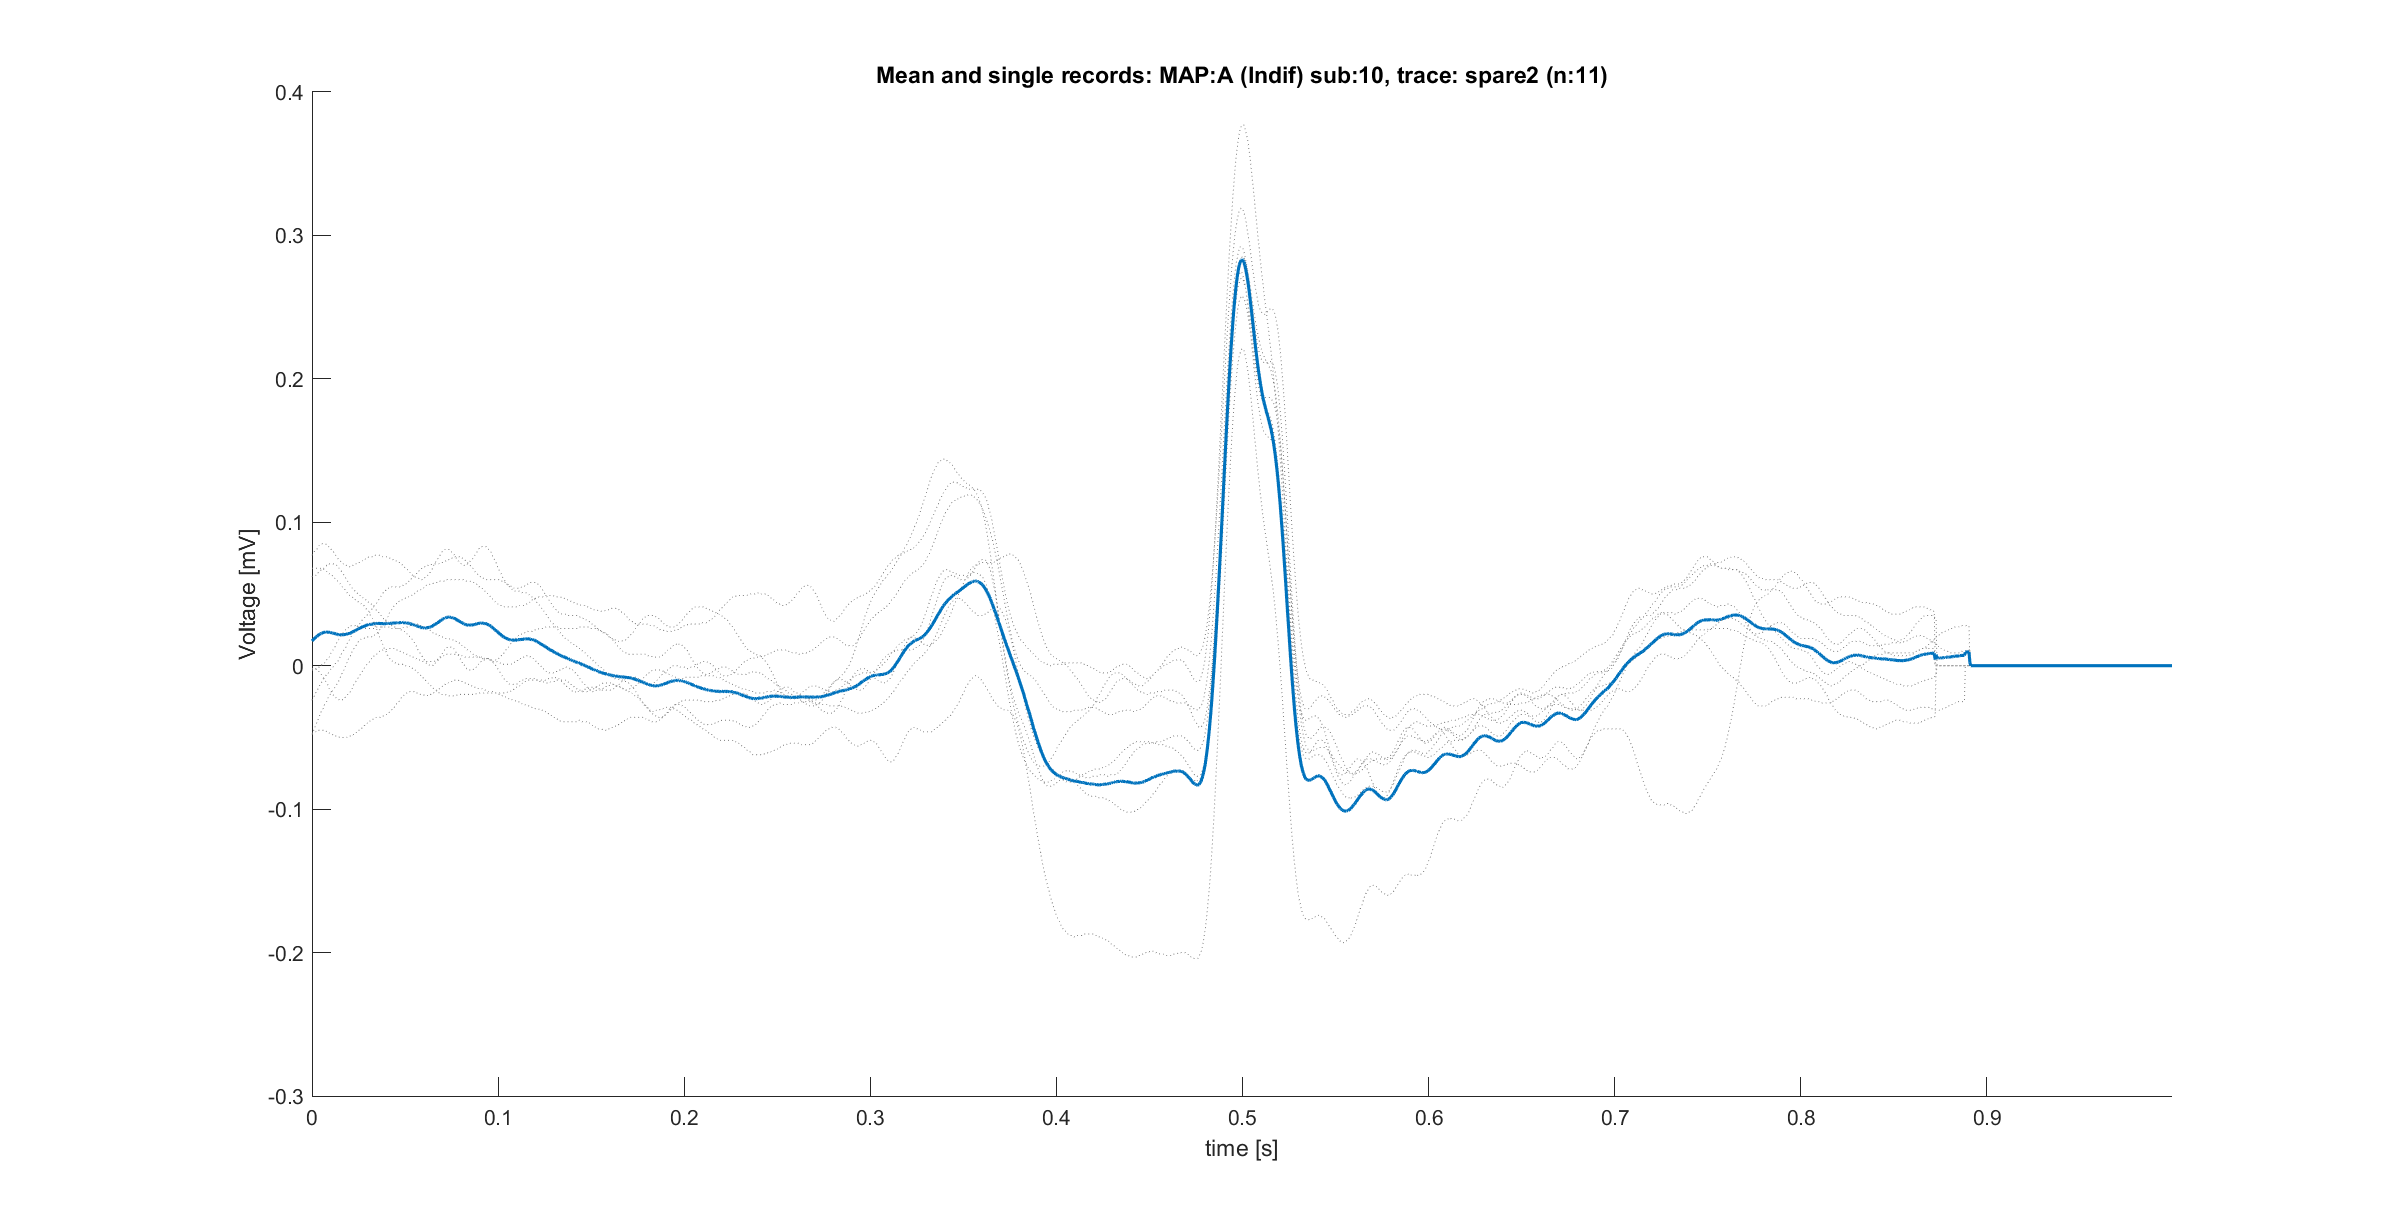 Mean and single records: MAP:A (Indif) sub:10, trace: spare2 (n:11)
0.4
0.3
0.2
0.1
0
-0.1
-0.2
-0.3
Voltage [mV]
0 0.1 0.2 0.3 0.4 0.5 0.6 0.7 0.8 0.9
time [s]